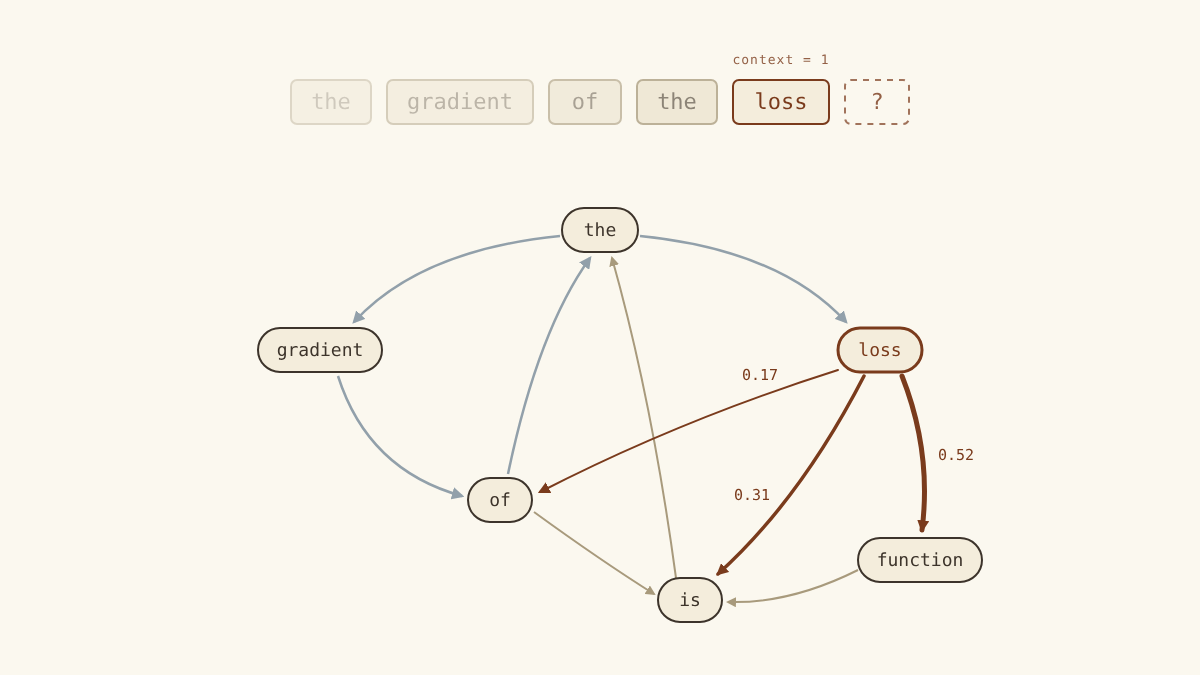 context = 1
the gradient of the loss ?
the
gradient
loss
0.17
0.52
0.31
of
function
is